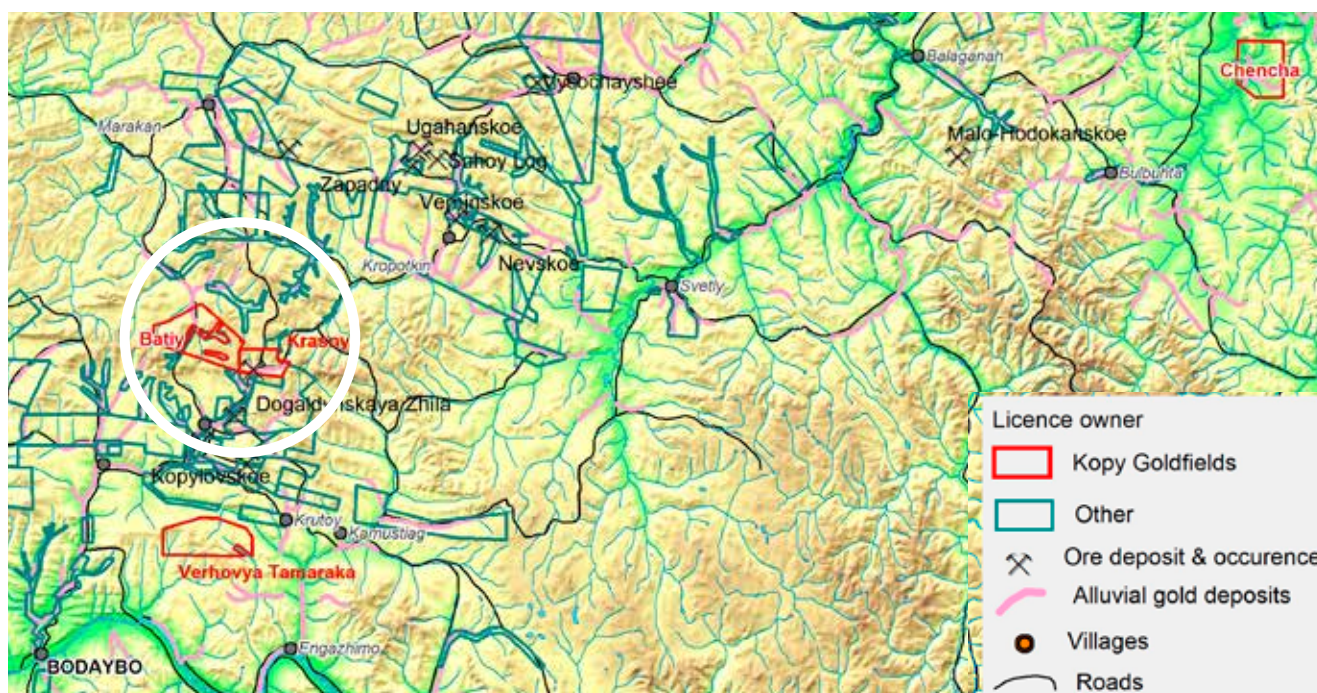 Balaganah
Chencha
Vysochayshee
Marakan
Ugahanskoe
Malo-Hodokanskoe
Suhoy Log
Bulbuhta
Zapadny
Verninskoe
Kropotkin
Nevskoe
Svetly
Batiy
Krasny
Dogaldynskaya Zhila
Licence owner
Kopy Goldfields
Kopylovskoe
Other
Krutoy
Kamustiag
Ore deposit & occurence
Verhovya Tamaraka
Alluvial gold deposits
Villages
Engazhimo
BODAYBO
Roads